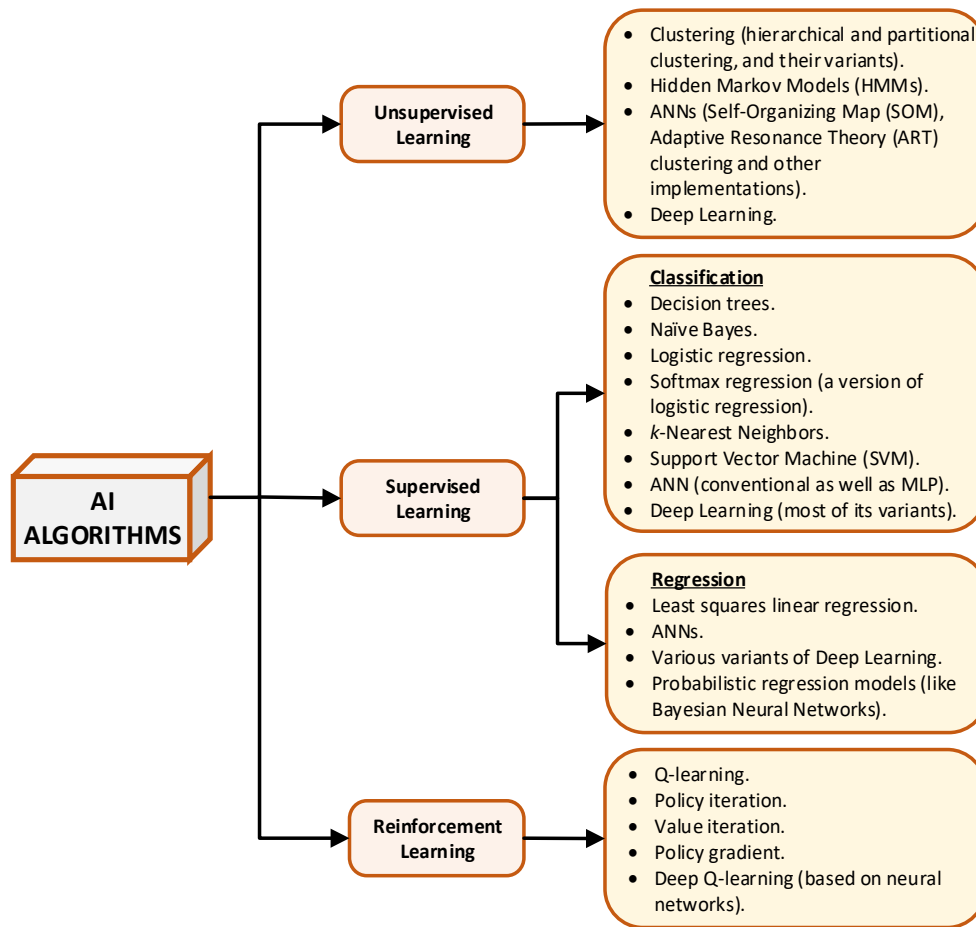 AI
ALGORITHMS
Unsupervised
Learning
• Clustering (hierarchical and partitional
clustering, and their variants).
• Hidden Markov Models (HMMs).
• ANNs (Self-Organizing Map (SOM),
Adaptive Resonance Theory (ART)
clustering and other
implementations).
• Deep Learning.
Supervised
Learning
Classification
• Decision trees.
• Naïve Bayes.
• Logistic regression.
• Softmax regression (a version of
logistic regression).
• k-Nearest Neighbors.
• Support Vector Machine (SVM).
• ANN (conventional as well as MLP).
• Deep Learning (most of its variants).
Regression
• Least squares linear regression.
• ANNs.
• Various variants of Deep Learning.
• Probabilistic regression models (like
Bayesian Neural Networks).
Reinforcement
Learning
• Q-learning.
• Policy iteration.
• Value iteration.
• Policy gradient.
• Deep Q-learning (based on neural
networks).